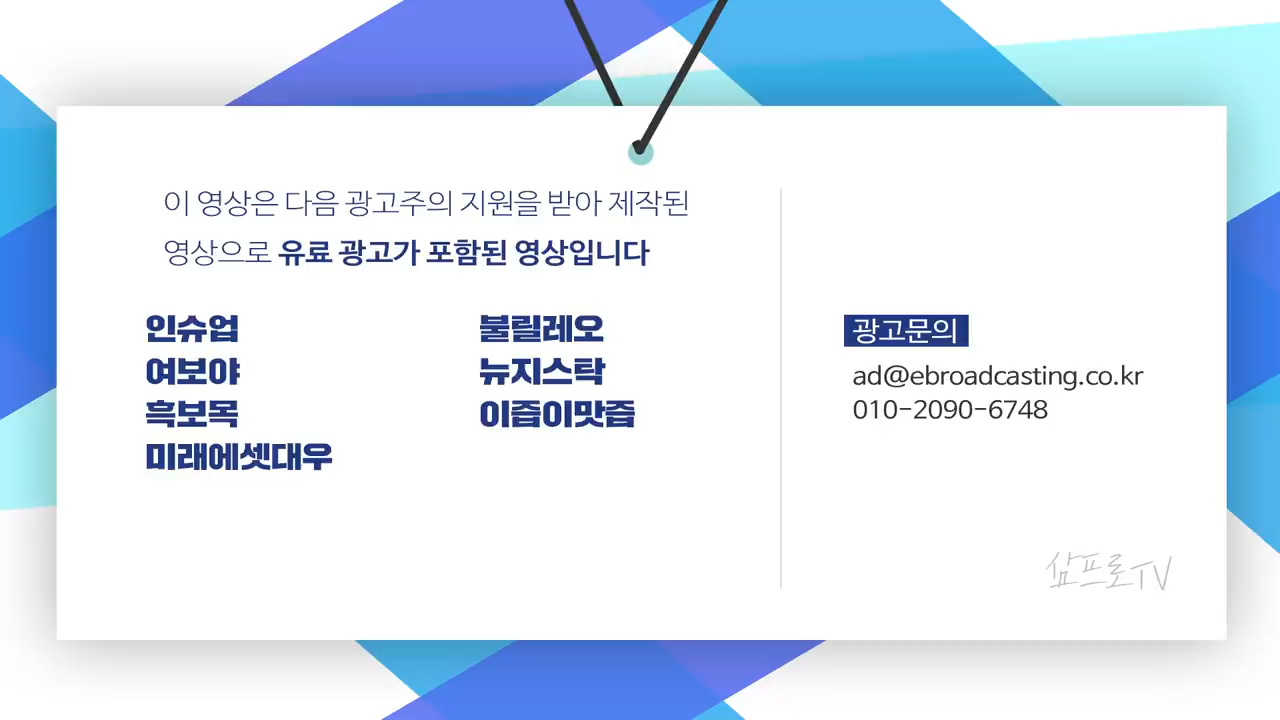 이 영상은 다음 광고주의 지원을 받아 제작된
영상으로 유료 광고가 포함된 영상입니다
인슈업
여보야
흑보목
미래에셋대우
불릴레오
뉴지스탁
이즙이맛즙
광고문의
ad@ebroadcasting.co.kr
010-2090-6748
삼프로TV